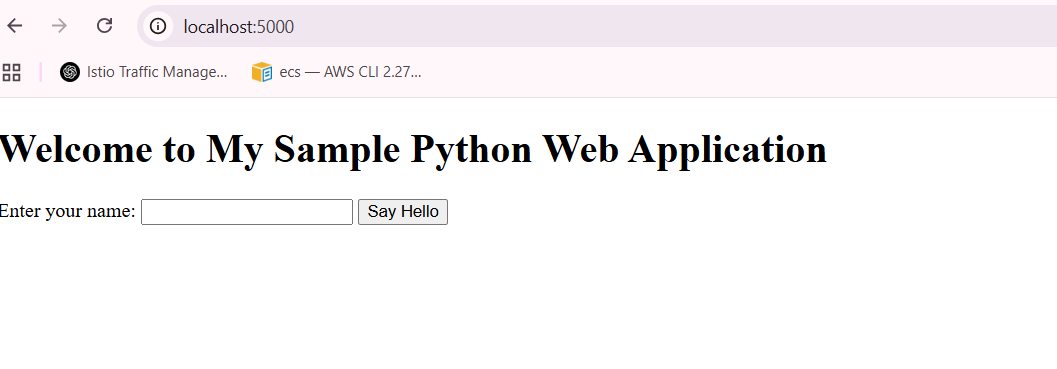 localhost:5000
Istio Traffic Manage... ecs — AWS CLI 2.27...
Welcome to My Sample Python Web Application
Enter your name: Say Hello